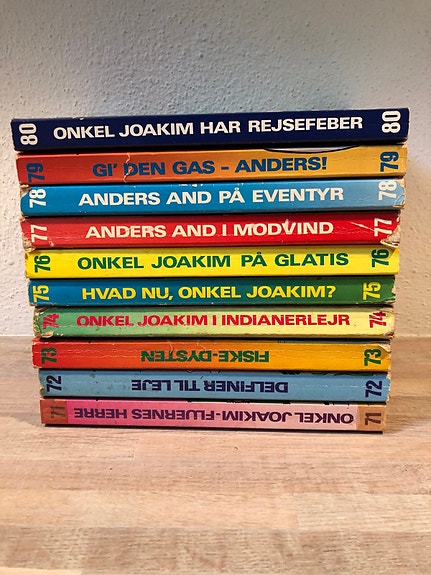 80 ONKEL JOAKIM HAR REJSEFEBER 80
79 GI' DEN GAS - ANDERS! 79
78 ANDERS AND PÅ EVENTYR 78
77 ANDERS AND I MODVIND 77
76 ONKEL JOAKIM PÅ GLATIS 76
75 HVAD NU, ONKEL JOAKIM? 75
74 ONKEL JOAKIM I INDIANERLEJR 74
73 FISKE-DYSTEN 73
72 DELFINER TIL LEJE 72
71 ONKEL JOAKIM-FLUERNES HERRE 71